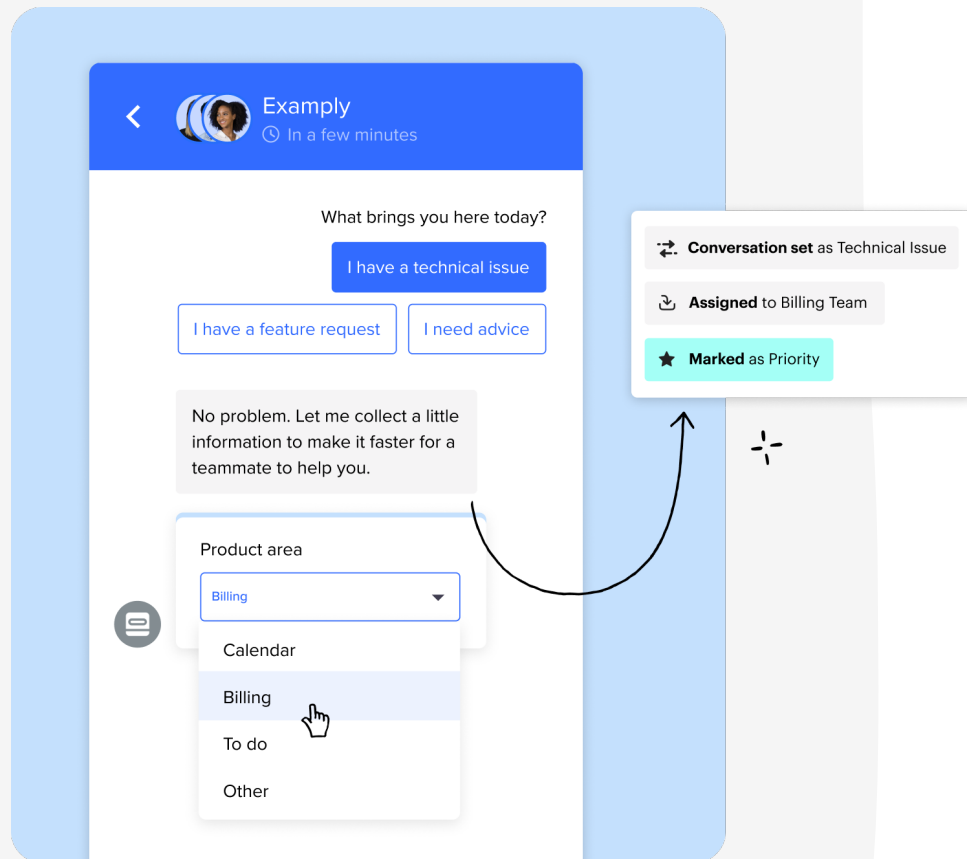 Examply
In a few minutes
What brings you here today?
I have a technical issue
I have a feature request
I need advice
No problem. Let me collect a little
information to make it faster for a
teammate to help you.
Product area
Billing
Calendar
Billing
To do
Other
Conversation set as Technical Issue
Assigned to Billing Team
Marked as Priority